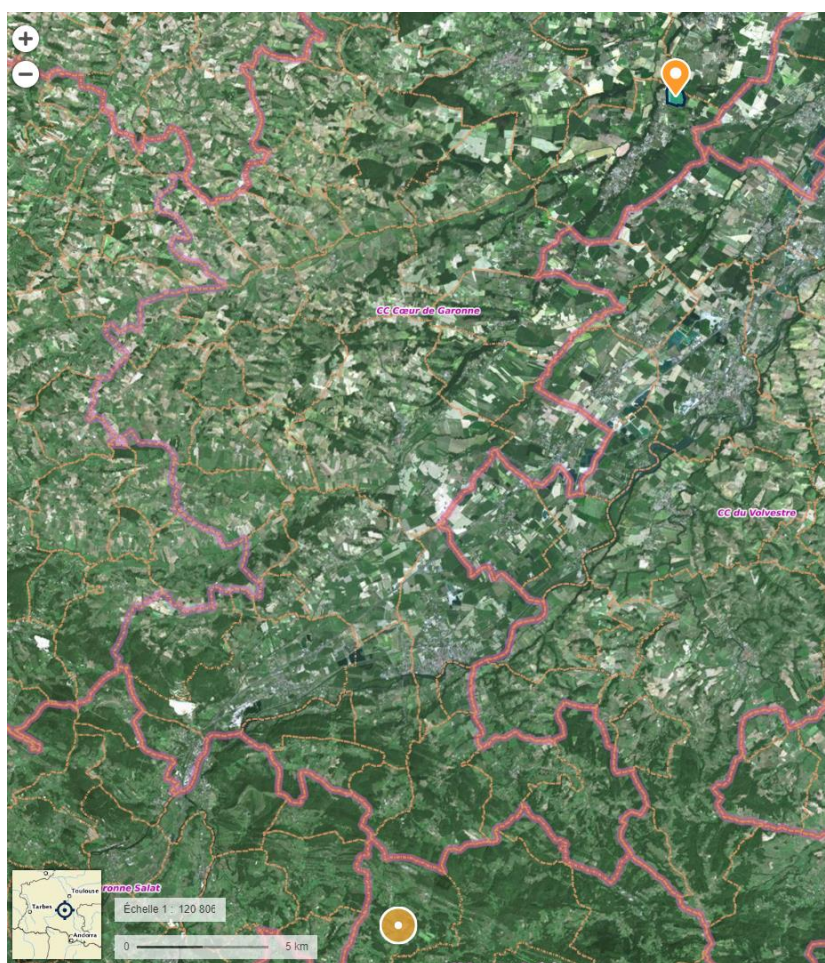 +
−
CC Cœur de Garonne
CC du Volvestre
ronne Salat
Toulouse
Tarbes
Andorra
Échelle 1 : 120 806
0 5 km